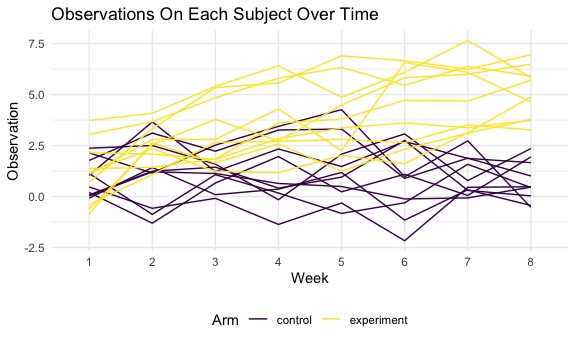 Observations On Each Subject Over Time
7.5
5.0
2.5
0.0
-2.5
Observation
1 2 3 4 5 6 7 8
Week
Arm control experiment